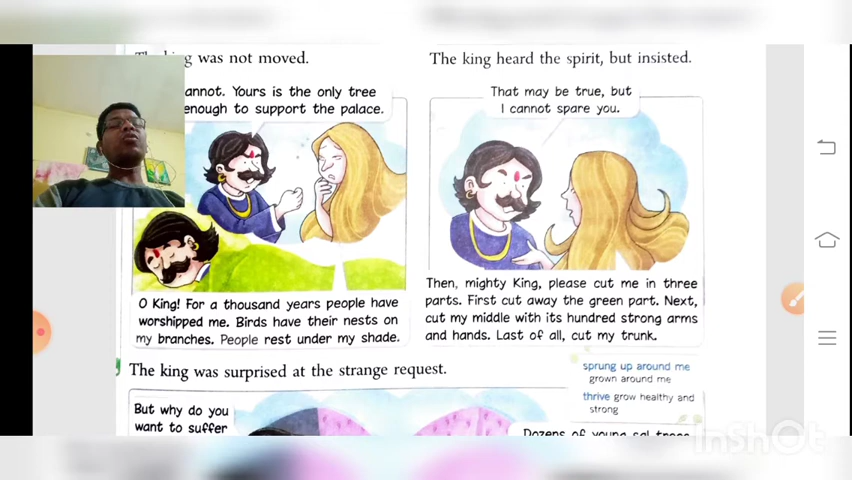 king was not moved.
The king heard the spirit, but insisted.
cannot. Yours is the only tree
enough to support the palace.
That may be true, but
I cannot spare you.
O King! For a thousand years people have
worshipped me. Birds have their nests on
my branches. People rest under my shade.
Then, mighty King, please cut me in three
parts. First cut away the green part. Next,
cut my middle with its hundred strong arms
and hands. Last of all, cut my trunk.
The king was surprised at the strange request.
sprung up around me
grown around me
thrive grow healthy and
strong
But why do you
want to suffer
Dozens of young sal trees
InShOt